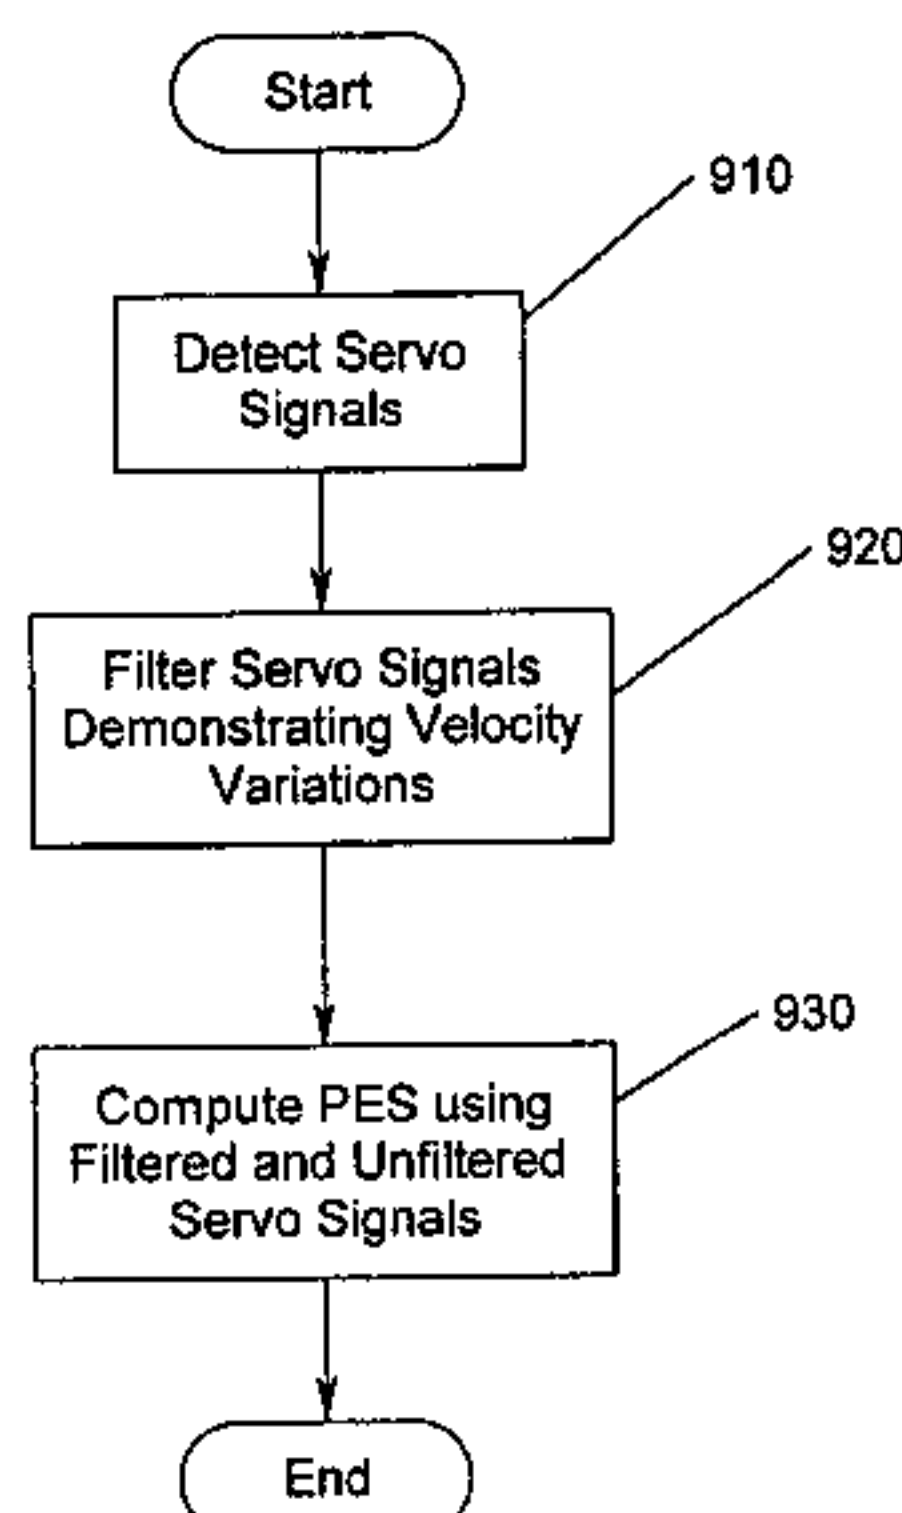 Start
910
Detect Servo
Signals
920
Filter Servo Signals
Demonstrating Velocity
Variations
930
Compute PES using
Filtered and Unfiltered
Servo Signals
End